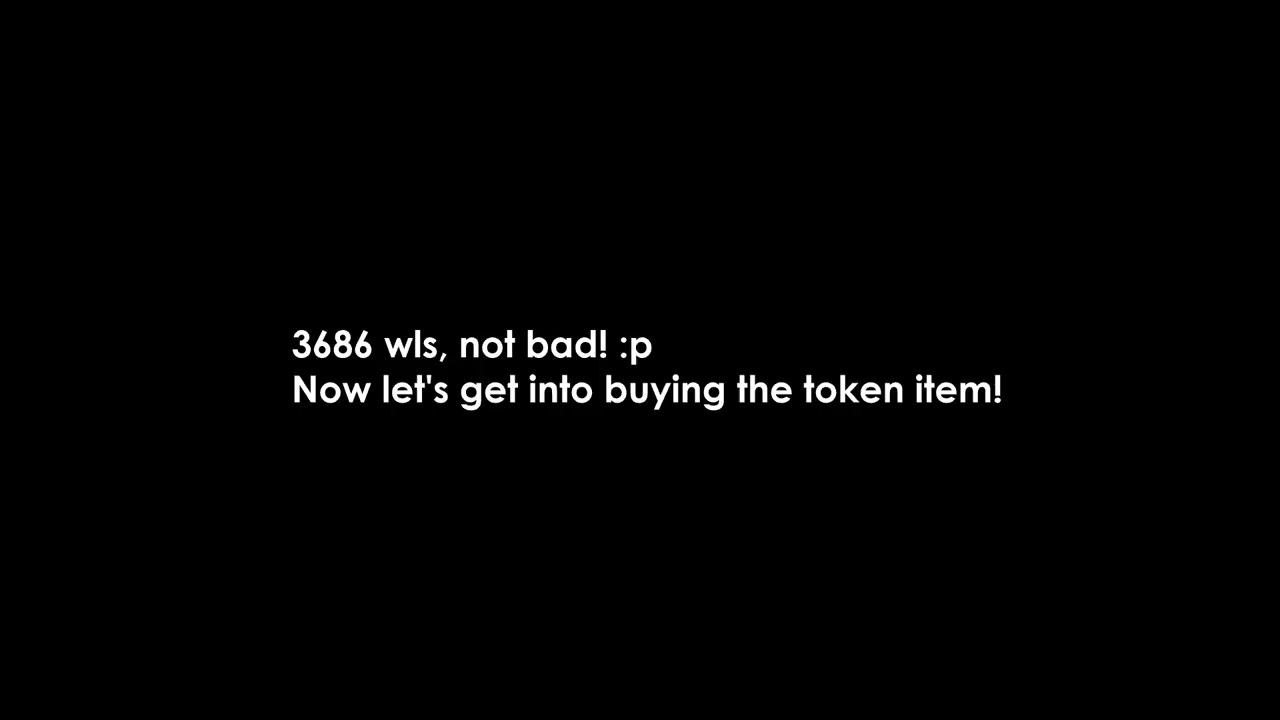 3686 wls, not bad! :p
Now let's get into buying the token item!